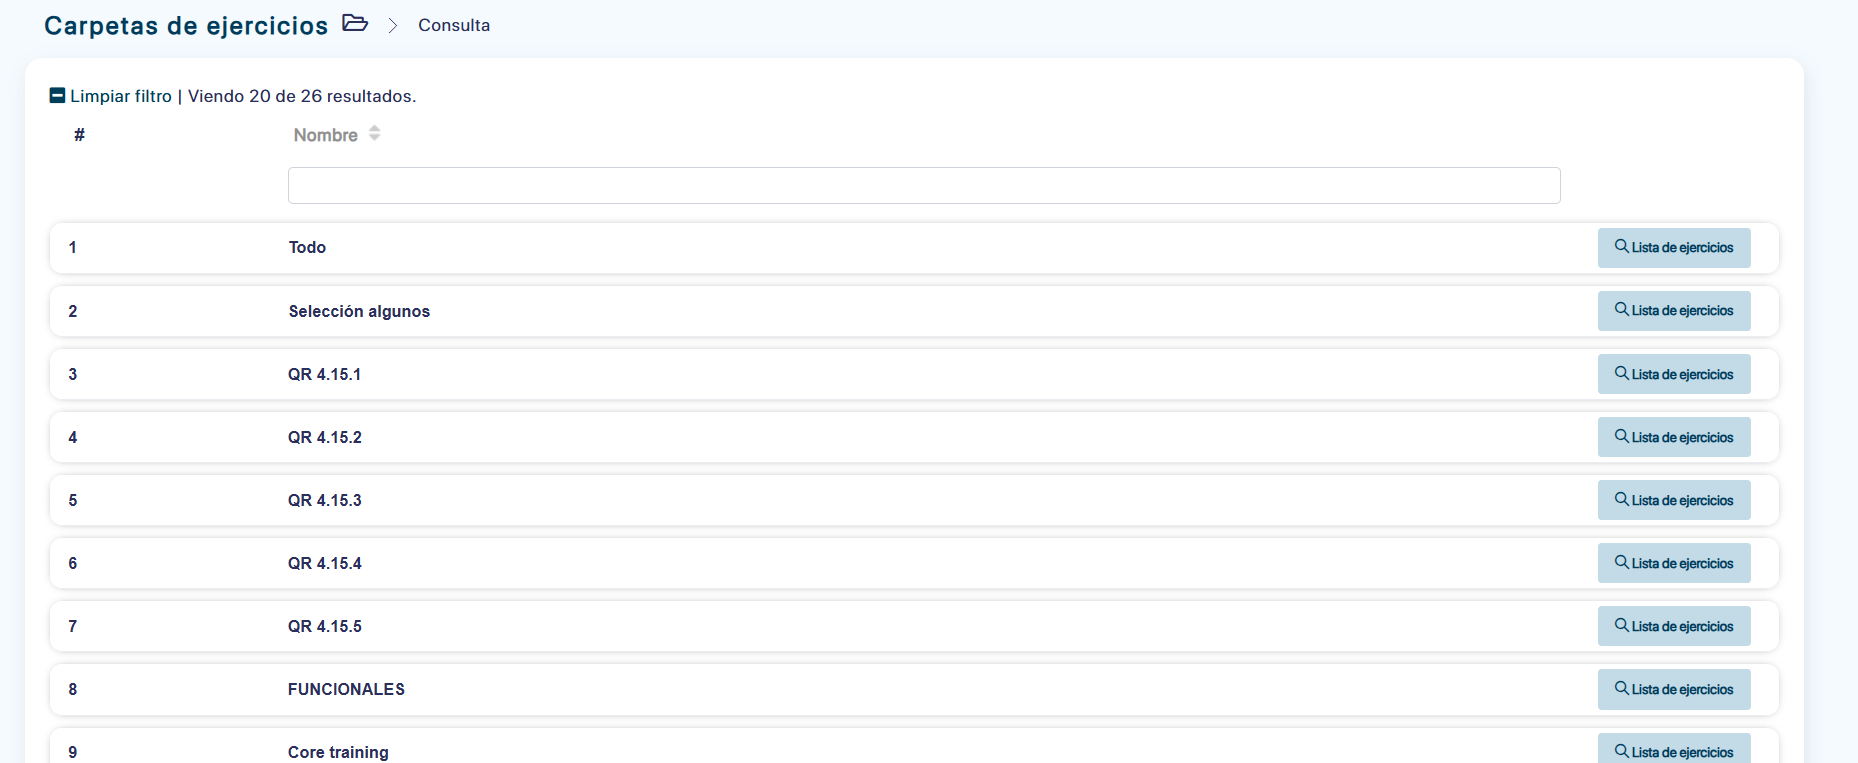 Carpetas de ejercicios > Consulta
Limpiar filtro | Viendo 20 de 26 resultados.
# Nombre
1 Todo Lista de ejercicios
2 Selección algunos Lista de ejercicios
3 QR 4.15.1 Lista de ejercicios
4 QR 4.15.2 Lista de ejercicios
5 QR 4.15.3 Lista de ejercicios
6 QR 4.15.4 Lista de ejercicios
7 QR 4.15.5 Lista de ejercicios
8 FUNCIONALES Lista de ejercicios
9 Core training Lista de ejercicios